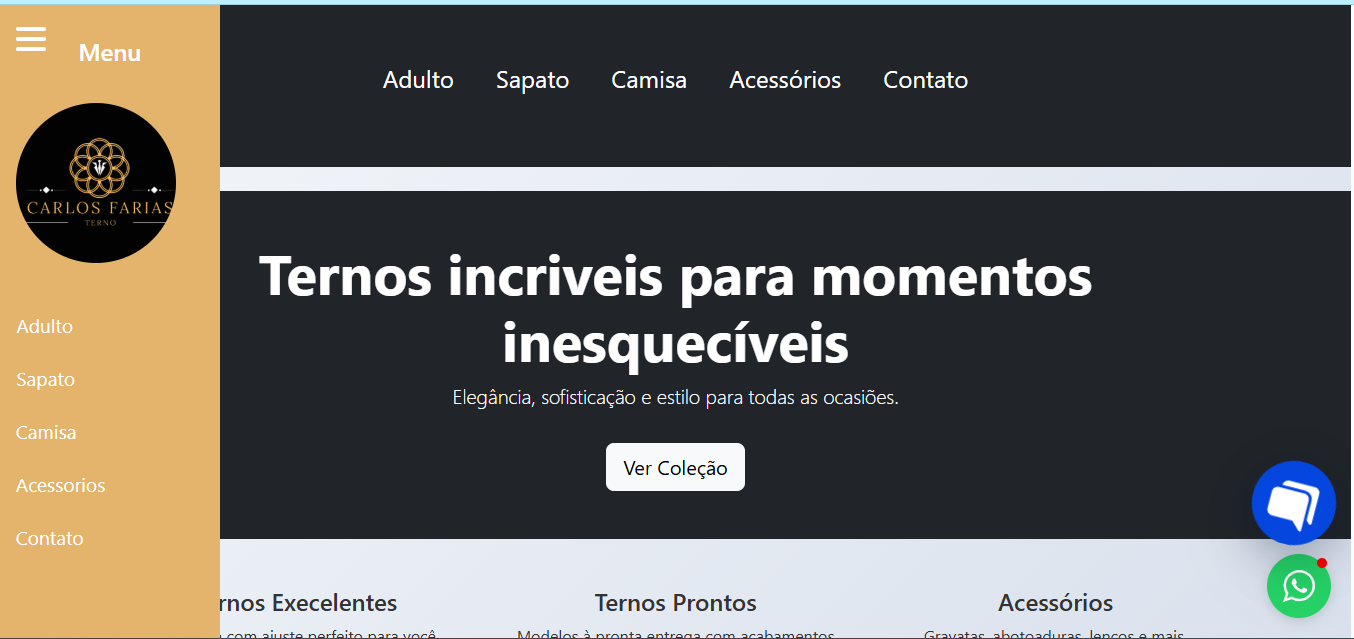 Menu
Adulto Sapato Camisa Acessórios Contato
CARLOS FARIAS
TERNO
Adulto
Sapato
Camisa
Acessorios
Contato
Ternos incriveis para momentos
inesquecíveis
Elegância, sofisticação e estilo para todas as ocasiões.
Ver Coleção
rnos Execelentes
Ternos Prontos
Acessórios
com ajuste perfeito para você
Modelos à pronta entrega com acabamentos
Gravatas, abotoaduras, lenços e mais